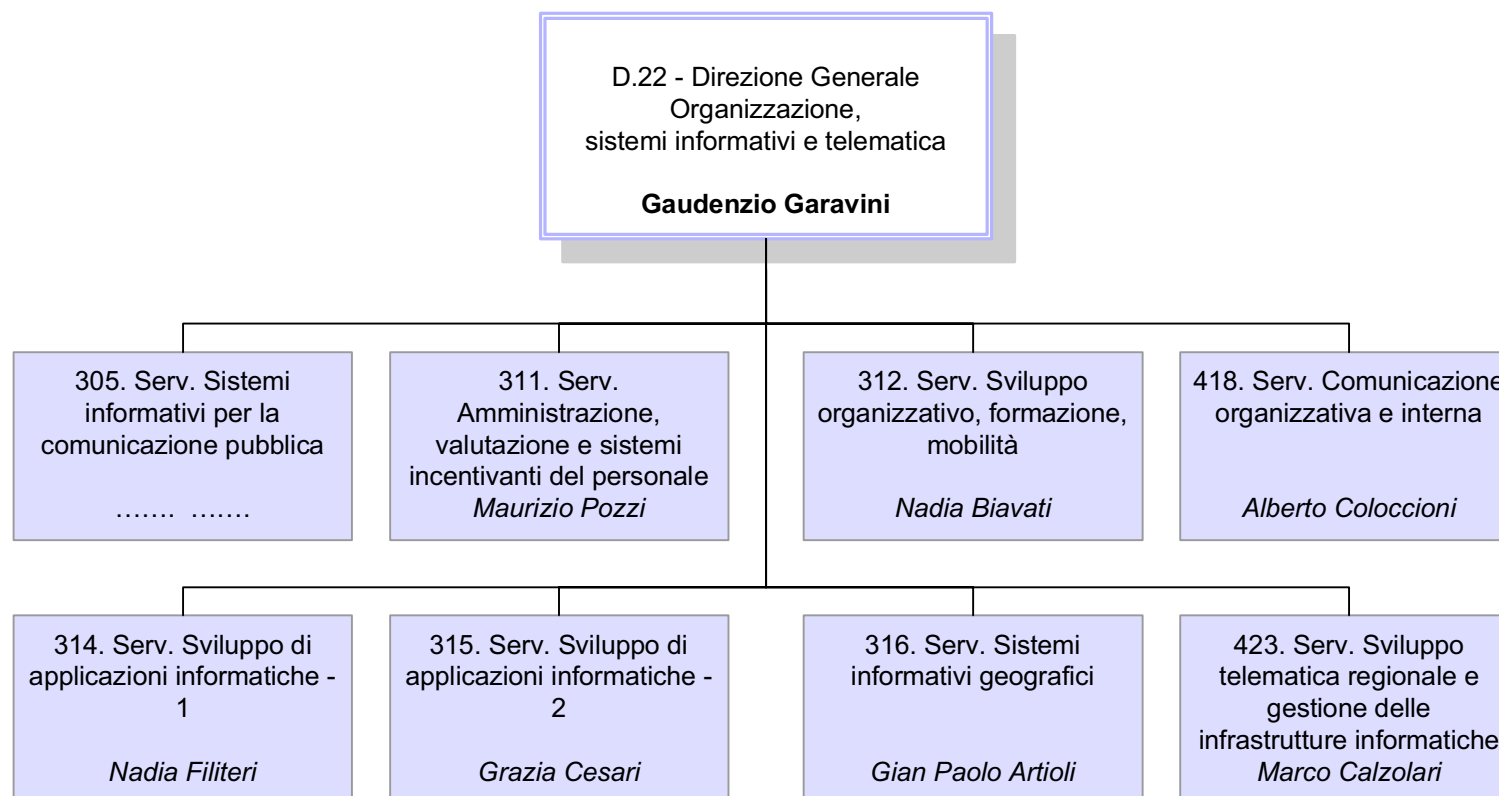 D.22 - Direzione Generale
Organizzazione,
sistemi informativi e telematica
Gaudenzio Garavini
305. Serv. Sistemi
informativi per la
comunicazione pubblica
……. …….
311. Serv.
Amministrazione,
valutazione e sistemi
incentivanti del personale
Maurizio Pozzi
312. Serv. Sviluppo
organizzativo, formazione,
mobilità
Nadia Biavati
418. Serv. Comunicazione
organizzativa e interna
Alberto Coloccioni
314. Serv. Sviluppo di
applicazioni informatiche -
1
Nadia Filiteri
315. Serv. Sviluppo di
applicazioni informatiche -
2
Grazia Cesari
316. Serv. Sistemi
informativi geografici
Gian Paolo Artioli
423. Serv. Sviluppo
telematica regionale e
gestione delle
infrastrutture informatiche
Marco Calzolari